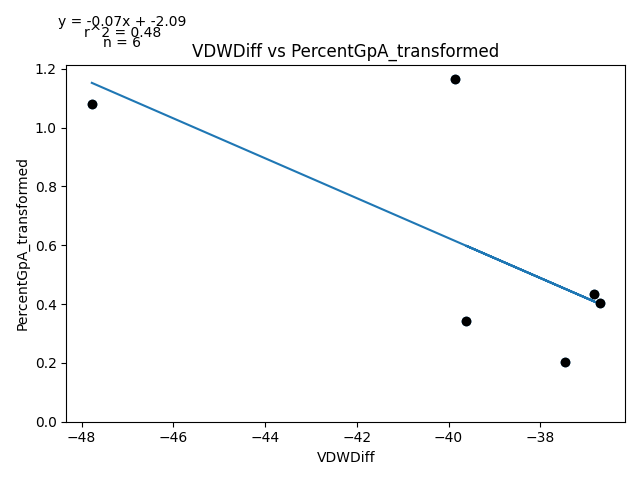 y = -0.07x + -2.09
r^2 = 0.48
n = 6
VDWDiff vs PercentGpA_transformed
1.2
1.0
0.8
0.6
0.4
0.2
0.0
PercentGpA_transformed
−48
−46
−44
−42
−40
−38
VDWDiff